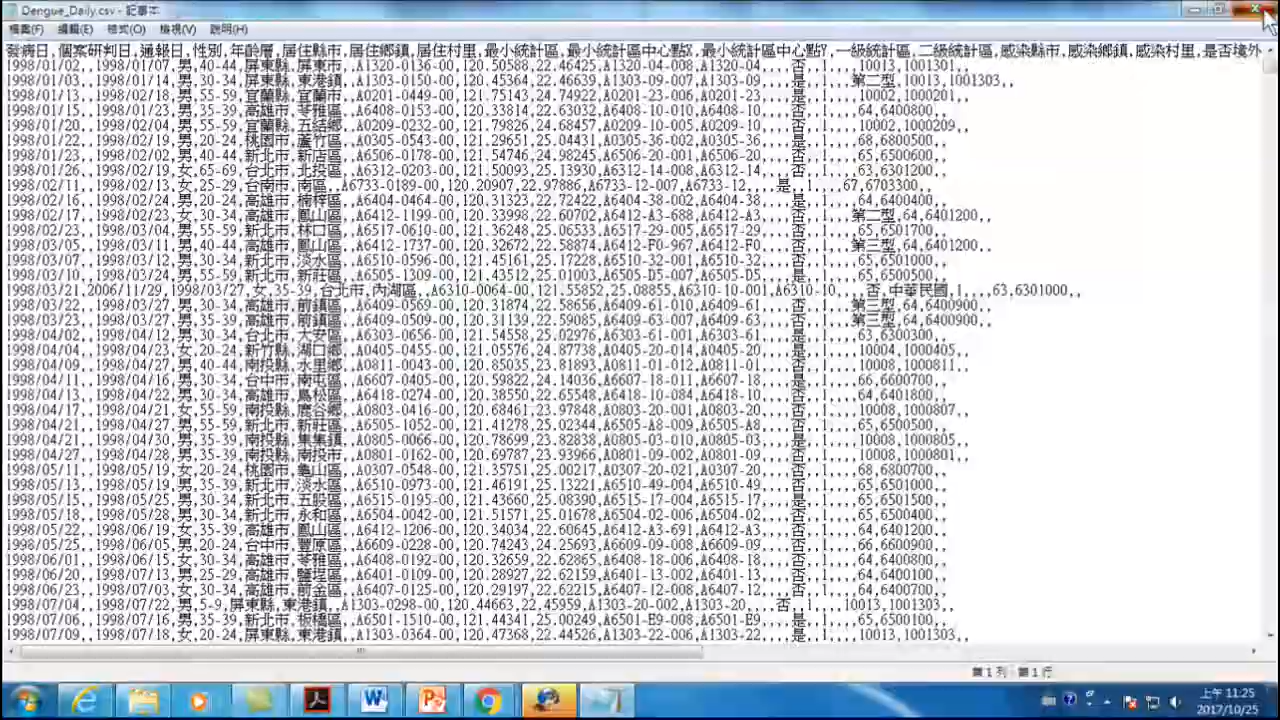 Dengue_Daily.csv - 記事本
檔案(F) 編輯(E) 格式(O) 檢視(V) 說明(H)
發病日,個案研判日,通報日,性別,年齡層,居住縣市,居住鄉鎮,居住村里,最小統計區,最小統計區中心點X,最小統計區中心點Y,一級統計區,二級統計區,感染縣市,感染鄉鎮,感染村里,是否境外
1998/01/02,,1998/01/07,男,40-44,屏東縣,屏東市,,A1320-0136-00,120.50588,22.46425,A1320-04-008,A1320-04,,,,否,,1,,,,10013,1001301,,
1998/01/03,,1998/01/14,男,30-34,屏東縣,東港鎮,,A1303-0150-00,120.45364,22.46639,A1303-09-007,A1303-09,,,,是,,1,,,第二型,10013,1001303,,
1998/01/13,,1998/02/18,男,55-59,宜蘭縣,宜蘭市,,A0201-0449-00,121.75143,24.74922,A0201-23-006,A0201-23,,,,是,,1,,,,10002,1000201,,
1998/01/15,,1998/01/23,男,35-39,高雄市,苓雅區,,A6408-0153-00,120.33814,22.63032,A6408-10-010,A6408-10,,,,否,,1,,,,64,6400800,,
1998/01/20,,1998/02/04,男,55-59,宜蘭縣,五結鄉,,A0209-0232-00,121.79826,24.68457,A0209-10-005,A0209-10,,,,否,,1,,,,10002,1000209,,
1998/01/22,,1998/02/19,男,20-24,桃園市,蘆竹區,,A0305-0543-00,121.29651,25.04431,A0305-36-002,A0305-36,,,,是,,1,,,,68,6800500,,
1998/01/23,,1998/02/02,男,40-44,新北市,新店區,,A6506-0178-00,121.54746,24.98245,A6506-20-001,A6506-20,,,,否,,1,,,,65,6500600,,
1998/01/26,,1998/02/19,女,65-69,台北市,北投區,,A6312-0203-00,121.50093,25.13930,A6312-14-008,A6312-14,,,,否,,1,,,,63,6301200,,
1998/02/11,,1998/02/13,女,25-29,台南市,南區,,A6733-0189-00,120.20907,22.97886,A6733-12-007,A6733-12,,,,是,,1,,,,67,6703300,,
1998/02/16,,1998/02/24,男,20-24,高雄市,楠梓區,,A6404-0464-00,120.31323,22.72422,A6404-38-002,A6404-38,,,,是,,1,,,,64,6400400,,
1998/02/17,,1998/02/23,女,30-34,高雄市,鳳山區,,A6412-1199-00,120.33998,22.60702,A6412-A3-688,A6412-A3,,,,否,,1,,,第二型,64,6401200,,
1998/02/23,,1998/03/04,男,55-59,新北市,林口區,,A6517-0610-00,121.36248,25.06533,A6517-29-005,A6517-29,,,,是,,1,,,,65,6501700,,
1998/03/05,,1998/03/11,男,40-44,高雄市,鳳山區,,A6412-1737-00,120.32672,22.58874,A6412-F0-967,A6412-F0,,,,是,,1,,,第三型,64,6401200,,
1998/03/07,,1998/03/12,男,30-34,新北市,淡水區,,A6510-0596-00,121.45161,25.17228,A6510-32-001,A6510-32,,,,否,,1,,,,65,6501000,,
1998/03/10,,1998/03/24,男,55-59,新北市,新莊區,,A6505-1309-00,121.43512,25.01003,A6505-D5-007,A6505-D5,,,,是,,1,,,,65,6500500,,
1998/03/21,2006/11/29,1998/03/27,女,35-39,台北市,內湖區,,A6310-0064-00,121.55852,25.08855,A6310-10-001,A6310-10,,,,否,中華民國,1,,,,63,6301000,,
1998/03/22,,1998/03/27,男,30-34,高雄市,前鎮區,,A6409-0569-00,120.31874,22.58656,A6409-61-010,A6409-61,,,,否,,1,,,第三型,64,6400900,,
1998/03/23,,1998/03/27,男,35-39,高雄市,前鎮區,,A6409-0509-00,120.31139,22.59085,A6409-63-007,A6409-63,,,,否,,1,,,第三型,64,6400900,,
1998/04/02,,1998/04/12,男,30-34,台北市,大安區,,A6303-0656-00,121.54558,25.02976,A6303-61-001,A6303-61,,,,是,,1,,,,63,6300300,,
1998/04/04,,1998/04/23,女,20-24,新竹縣,湖口鄉,,A0405-0455-00,121.05576,24.87738,A0405-20-014,A0405-20,,,,否,,1,,,,10004,1000405,,
1998/04/09,,1998/04/27,男,40-44,南投縣,水里鄉,,A0811-0043-00,120.85035,23.81893,A0811-01-012,A0811-01,,,,否,,1,,,,10008,1000811,,
1998/04/11,,1998/04/16,男,30-34,台中市,南屯區,,A6607-0405-00,120.59822,24.14036,A6607-18-011,A6607-18,,,,是,,1,,,,66,6600700,,
1998/04/13,,1998/04/21,男,30-34,高雄市,鳥松區,,A6418-0274-00,120.38550,22.65548,A6418-10-084,A6418-10,,,,是,,1,,,,64,6401800,,
1998/04/17,,1998/04/21,女,55-59,南投縣,鹿谷鄉,,A0803-0416-00,120.68461,23.97848,A0803-20-001,A0803-20,,,,否,,1,,,,10008,1000807,,
1998/04/21,,1998/04/27,男,55-59,新北市,新莊區,,A6505-1052-00,121.41278,25.02344,A6505-A8-009,A6505-A8,,,,否,,1,,,,65,6500500,,
1998/04/21,,1998/04/30,男,35-39,南投縣,集集鎮,,A0805-0066-00,120.78699,23.82838,A0805-03-010,A0805-03,,,,是,,1,,,,10008,1000805,,
1998/04/24,,1998/04/28,男,35-39,南投縣,南投市,,A0801-0162-00,120.69787,23.93966,A0801-09-002,A0801-09,,,,否,,1,,,,10008,1000801,,
1998/05/11,,1998/05/19,女,20-24,桃園市,龜山區,,A0307-0548-00,121.35751,25.00217,A0307-20-021,A0307-20,,,,是,,1,,,,68,6800700,,
1998/05/13,,1998/05/19,男,35-39,新北市,淡水區,,A6510-0973-00,121.46191,25.13221,A6510-49-004,A6510-49,,,,否,,1,,,,65,6501000,,
1998/05/15,,1998/05/19,男,30-34,新北市,五股區,,A6515-0195-00,121.43660,25.08390,A6515-17-011,A6515-17,,,,是,,1,,,,65,6501500,,
1998/05/18,,1998/05/28,男,30-34,新北市,永和區,,A6504-0042-01,121.51751,25.01678,A6504-02-007,A6504-02,,,,否,,1,,,,65,6500400,,
1998/05/22,,1998/06/19,女,35-39,高雄市,鳳山區,,A6412-1206-00,120.34034,22.60645,A6412-A3-691,A6412-A3,,,,否,,1,,,,64,6401200,,
1998/05/25,,1998/06/05,男,20-24,台中市,豐原區,,A6609-0228-00,120.74243,24.25693,A6609-09-008,A6609-09,,,,否,,1,,,,66,6600900,,
1998/06/01,,1998/06/15,女,30-34,高雄市,苓雅區,,A6408-0192-00,120.32659,22.62865,A6408-18-008,A6408-18,,,,否,,1,,,,64,6400800,,
1998/06/20,,1998/07/13,男,25-29,高雄市,鹽埕區,,A6401-0109-00,120.28927,22.62159,A6401-13-002,A6401-13,,,,否,,1,,,,64,6400100,,
1998/07/02,,1998/07/03,女,30-34,高雄市,前金區,,A6407-0125-00,120.29197,22.62215,A6407-13-008,A6407-13,,,,否,,1,,,,64,6400700,,
1998/07/04,,1998/07/22,男,5-9,屏東縣,東港鎮,,A1303-0298-00,120.44663,22.45959,A1303-20-002,A1303-20,,,,否,,1,,,,10013,1001303,,
1998/07/06,,1998/07/16,男,35-39,新北市,板橋區,,A6501-1510-00,121.44341,25.00249,A6501-E9-008,A6501-E9,,,,是,,1,,,,65,6500100,,
1998/07/09,,1998/07/18,女,20-24,屏東縣,東港鎮,,A1303-0364-00,120.47368,22.44526,A1303-22-006,A1303-22,,,,是,,1,,,,10013,1001303,,
第 1 列，第 1 行
上午 11:25
2017/10/25